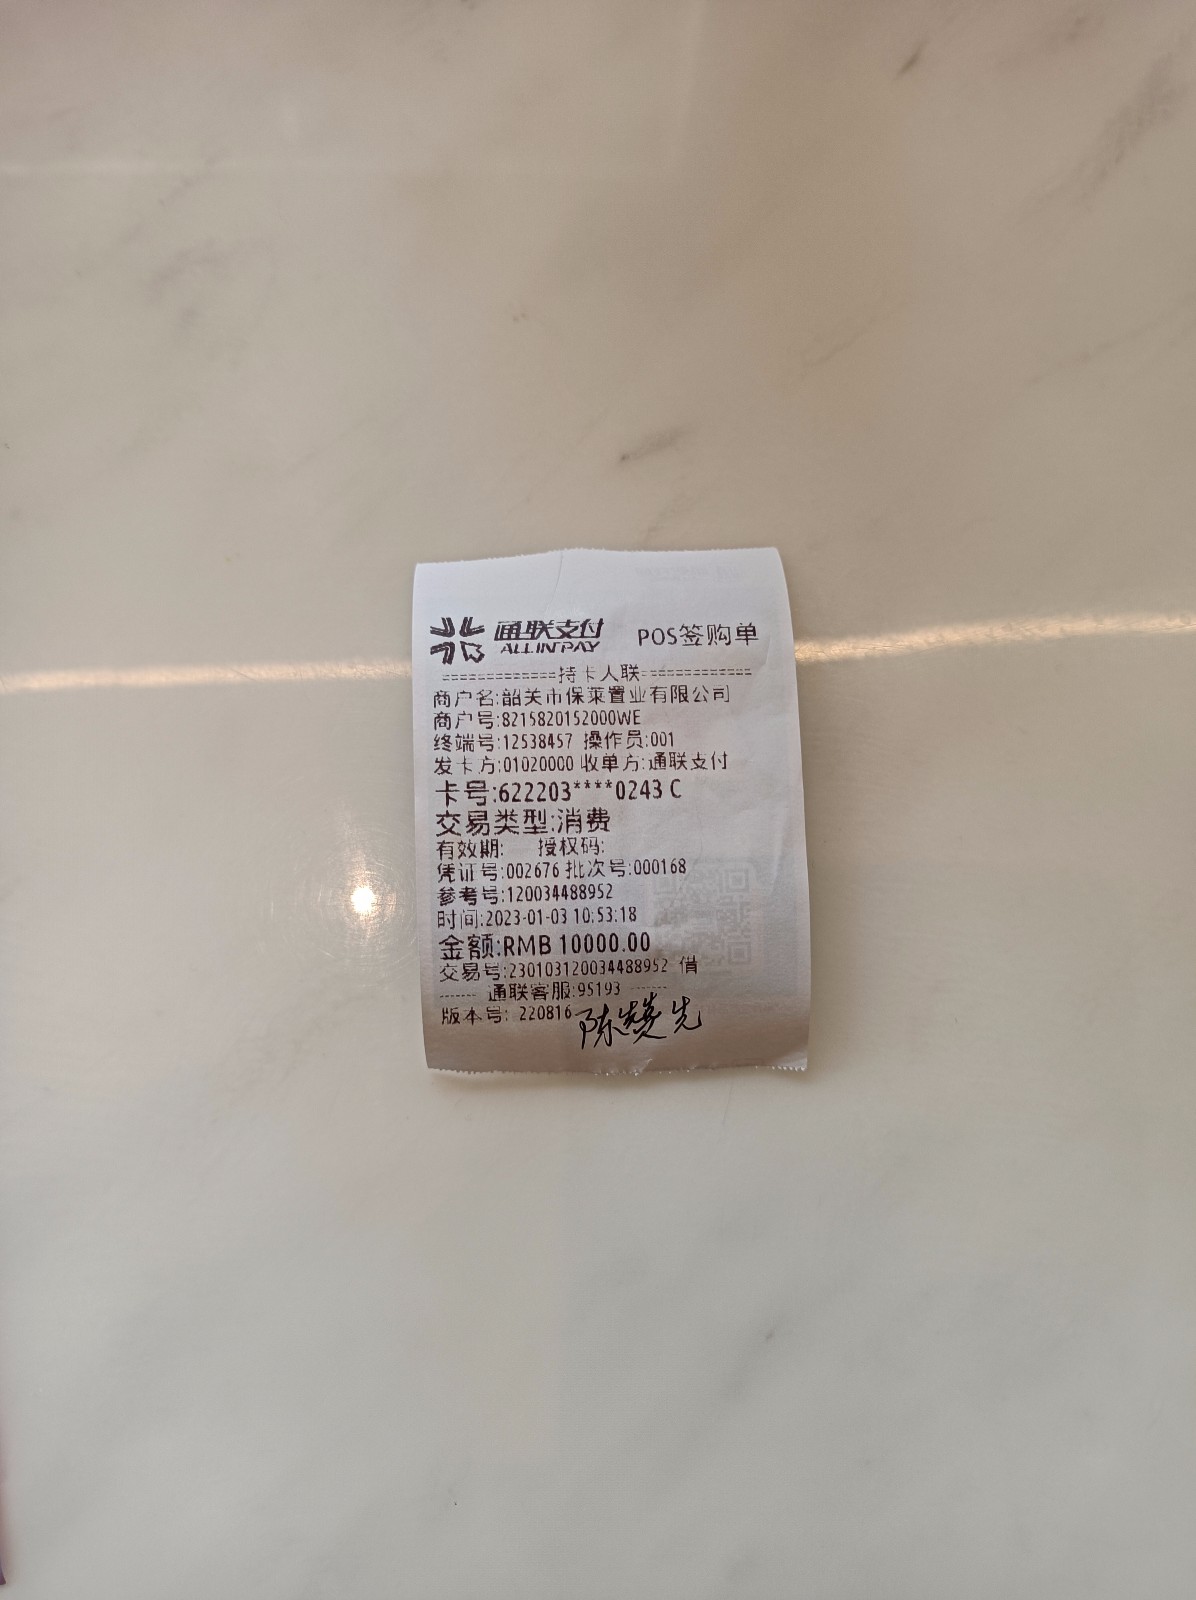 通联支付 POS签购单
ALLINPAY
============持卡人联============
商户名:韶关市保莱置业有限公司
商户号:8215820152000WE
终端号:12538457 操作员:001
发卡方:01020000 收单方:通联支付
卡号:622203****0243 C
交易类型:消费
有效期: 授权码:
凭证号:002676 批次号:000168
参考号:120034488952
时间:2023-01-03 10:53:18
金额:RMB 10000.00
交易号:230103120034488952 借
------ 通联客服:95193 ------
版本号: 220816
陈赞先